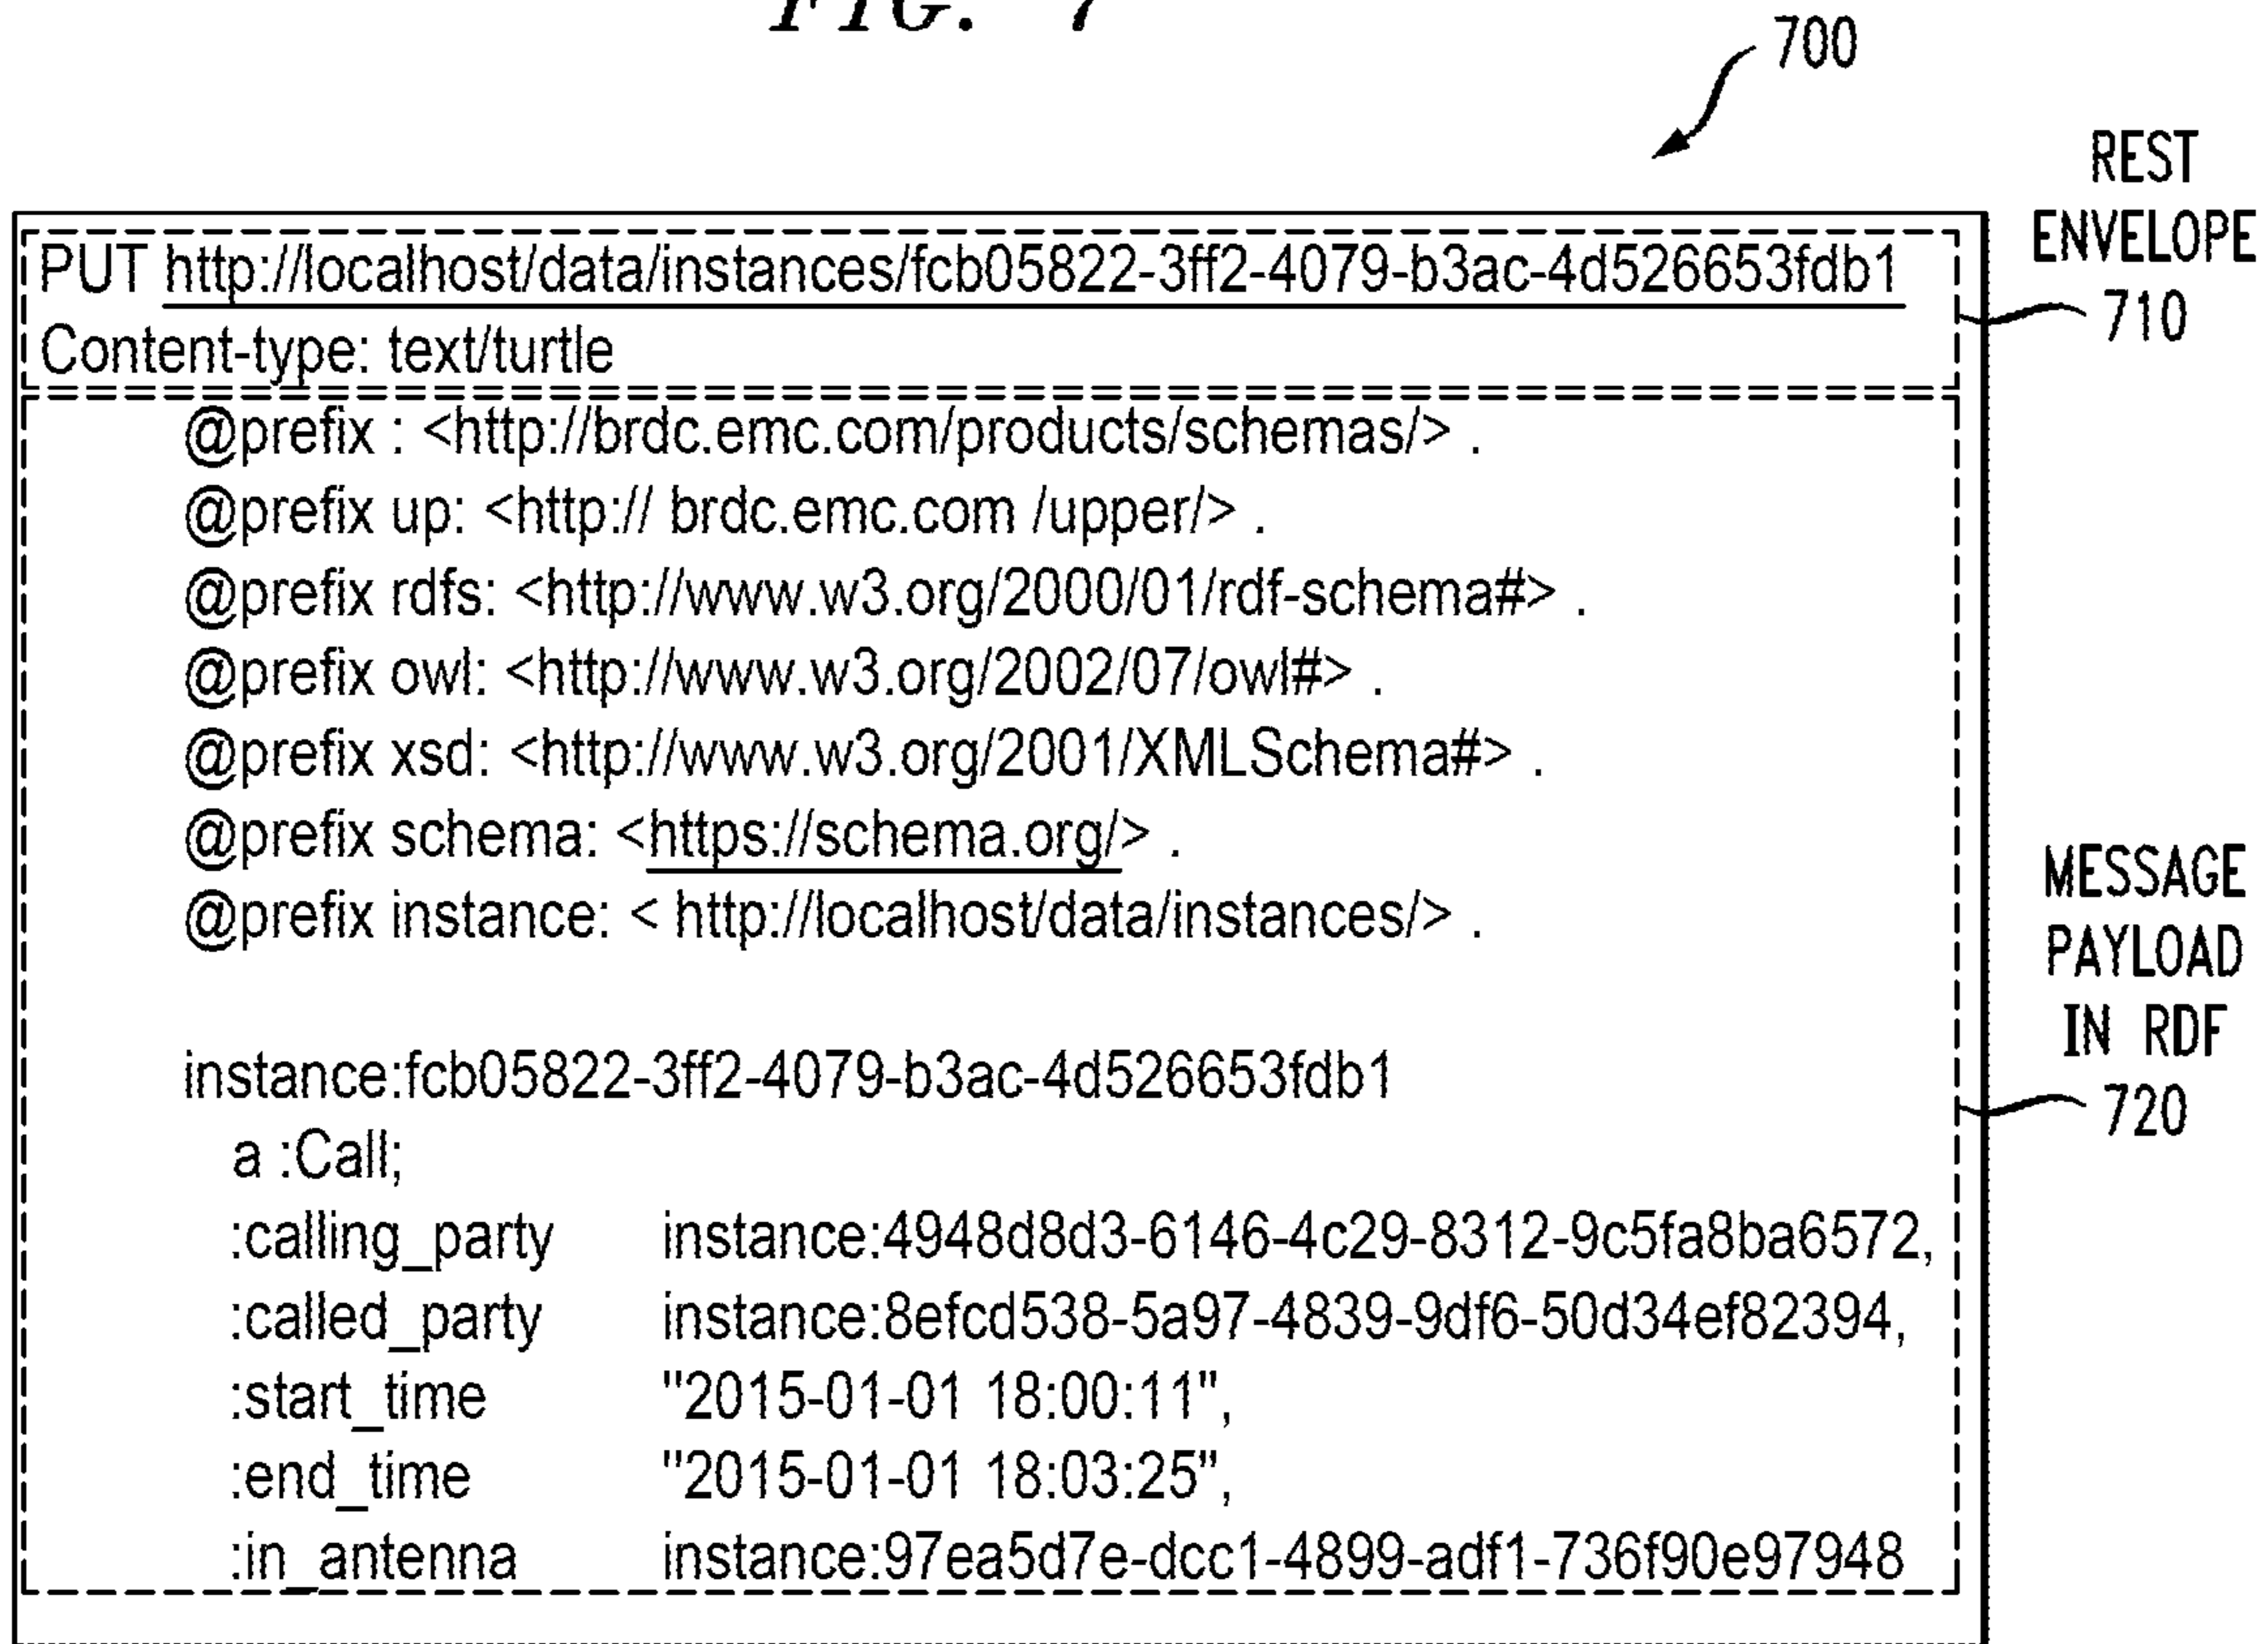 FIG. 7
700
REST
ENVELOPE
710
PUT http://localhost/data/instances/fcb05822-3ff2-4079-b3ac-4d526653fdb1
Content-type: text/turtle
@prefix : <http://brdc.emc.com/products/schemas/> .
@prefix up: <http:// brdc.emc.com /upper/> .
@prefix rdfs: <http://www.w3.org/2000/01/rdf-schema#> .
@prefix owl: <http://www.w3.org/2002/07/owl#> .
@prefix xsd: <http://www.w3.org/2001/XMLSchema#> .
@prefix schema: <https://schema.org/> .
@prefix instance: < http://localhost/data/instances/> .
instance:fcb05822-3ff2-4079-b3ac-4d526653fdb1
a :Call;
:calling_party instance:4948d8d3-6146-4c29-8312-9c5fa8ba6572,
:called_party instance:8efcd538-5a97-4839-9df6-50d34ef82394,
:start_time "2015-01-01 18:00:11",
:end_time "2015-01-01 18:03:25",
:in_antenna instance:97ea5d7e-dcc1-4899-adf1-736f90e97948
MESSAGE
PAYLOAD
IN RDF
720